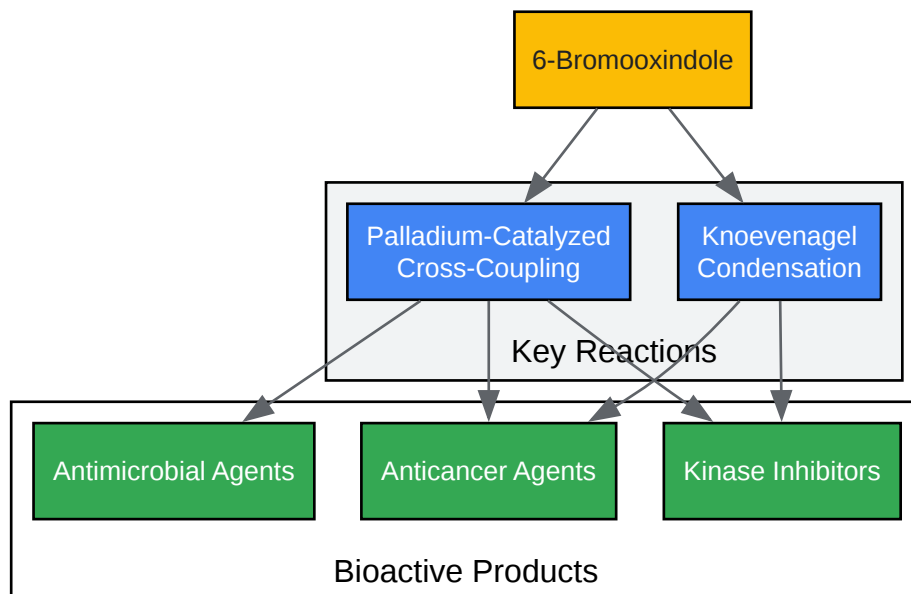 6-Bromooxindole
Palladium-Catalyzed
Cross-Coupling
Knoevenagel
Condensation
Key Reactions
Antimicrobial Agents
Anticancer Agents
Kinase Inhibitors
Bioactive Products